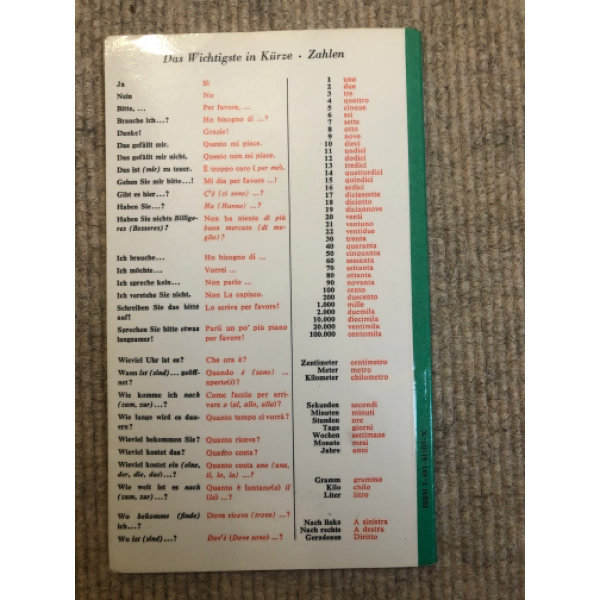 Das Wichtigste in Kürze · Zahlen
Ja Si
Nein No
Bitte, ... Per favore, ...
Brauche ich...? Ho bisogno di ...?
Danke! Grazie!
Das gefällt mir. Questo mi piace.
Das gefällt mir nicht. Questo non mi piace.
Das ist (mir) zu teuer. È troppo caro (per me).
Geben Sie mir bitte...! Mi dia per favore ...!
Gibt es hier...? C'è (ci sono) ...?
Haben Sie...? Ha (Hanno) ...?
Haben Sie nichts Billige- Non ha niente di più
res (Besseres)? buon mercato (di me-
glio)?
Ich brauche... Ho bisogno di ...
Ich möchte... Vorrei ...
Ich spreche kein... Non parlo ...
Ich verstehe Sie nicht. Non La capisco.
Schreiben Sie das bitte Lo scriva per favore!
auf!
Sprechen Sie bitte etwas Parli un po' più piano
langsamer! per favore!
Wieviel Uhr ist es? Che ora è?
Wann ist (sind)... geöff- Quando è (sono) ...
net? aperto(i)?
Wie komme ich nach Come faccio per arri-
(zum, zur)...? vare a (al, allo, alla)?
Wie lange wird es dau- Quanto tempo ci vorrà?
ern?
Wieviel bekommen Sie? Quanto riceve?
Wieviel kostet das? Quanto costa?
Wieviel kostet ein (eine, Quanto costa uno (una,
der, die, das)...? il, lo, la) ...?
Wie weit ist es nach Quanto è lontano(a) il
(zum, zur)...? (la) ...?
Wo bekomme (finde) Dove ricevo (trovo) ...?
ich...?
Wo ist (sind)...? Dov'è (Dove sono) ...?
1 uno
2 due
3 tre
4 quattro
5 cinque
6 sei
7 sette
8 otto
9 nove
10 dieci
11 undici
12 dodici
13 tredici
14 quattordici
15 quindici
16 sedici
17 diciassette
18 diciotto
19 diciannove
20 venti
21 ventuno
22 ventidue
30 trenta
40 quaranta
50 cinquanta
60 sessanta
70 settanta
80 ottanta
90 novanta
100 cento
200 duecento
1.000 mille
2.000 duemila
10.000 diecimila
20.000 ventimila
100.000 centomila
Zentimeter centimetro
Meter metro
Kilometer chilometro
Sekunden secondi
Minuten minuti
Stunden ore
Tage giorni
Wochen settimane
Monate mesi
Jahre anni
Gramm grammo
Kilo chilo
Liter litro
Nach links A sinistra
Nach rechts A destra
Geradeaus Diritto